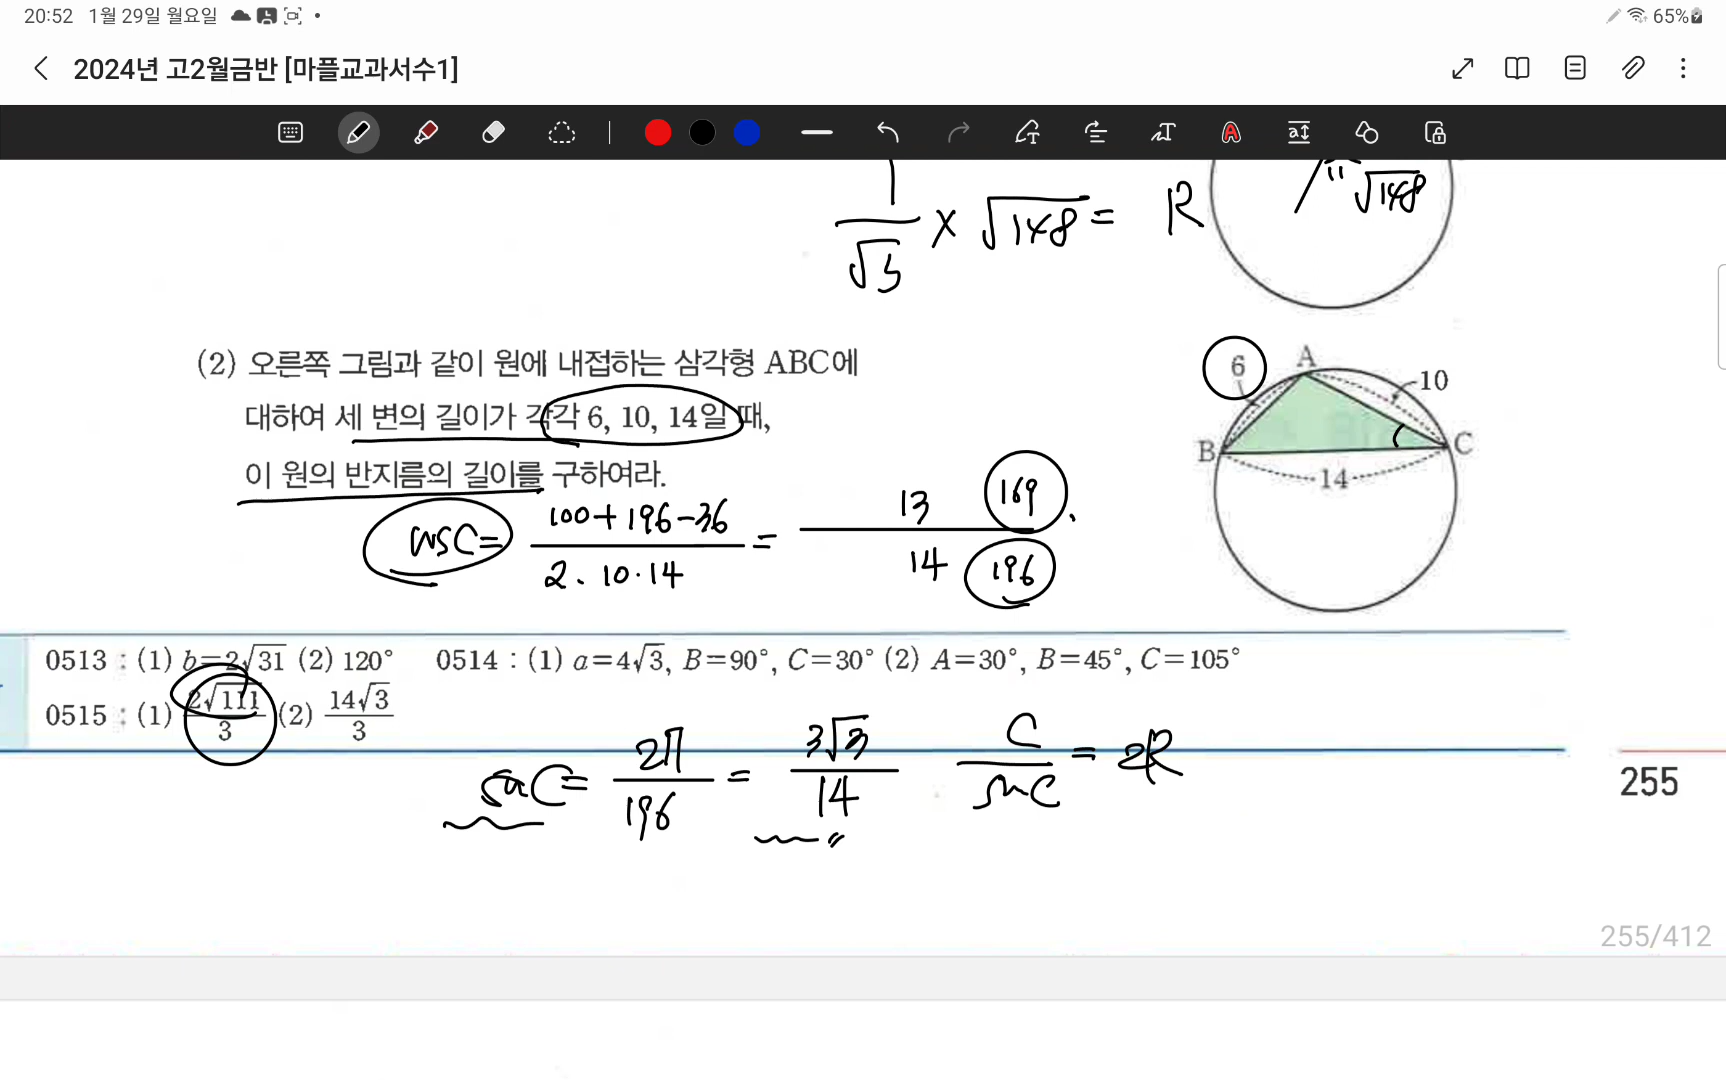 20:52 1월 29일 월요일
65%
2024년 고2월금반 [마플교과서수1]
1/√3 × √148 = R
√148
(2) 오른쪽 그림과 같이 원에 내접하는 삼각형 ABC에
대하여 세 변의 길이가 각각 6, 10, 14일 때,
이 원의 반지름의 길이를 구하여라.
6 A 10
B C
14
cosC = (100+196-36)/(2·10·14) = 13/14
169
196
0513 : (1) b=2√31 (2) 120° 0514 : (1) a=4√3, B=90°, C=30° (2) A=30°, B=45°, C=105°
0515 : (1) 2√111/3 (2) 14√3/3
sinC = 27/196 = 3√3/14 C/sinC = 2R
255
255/412